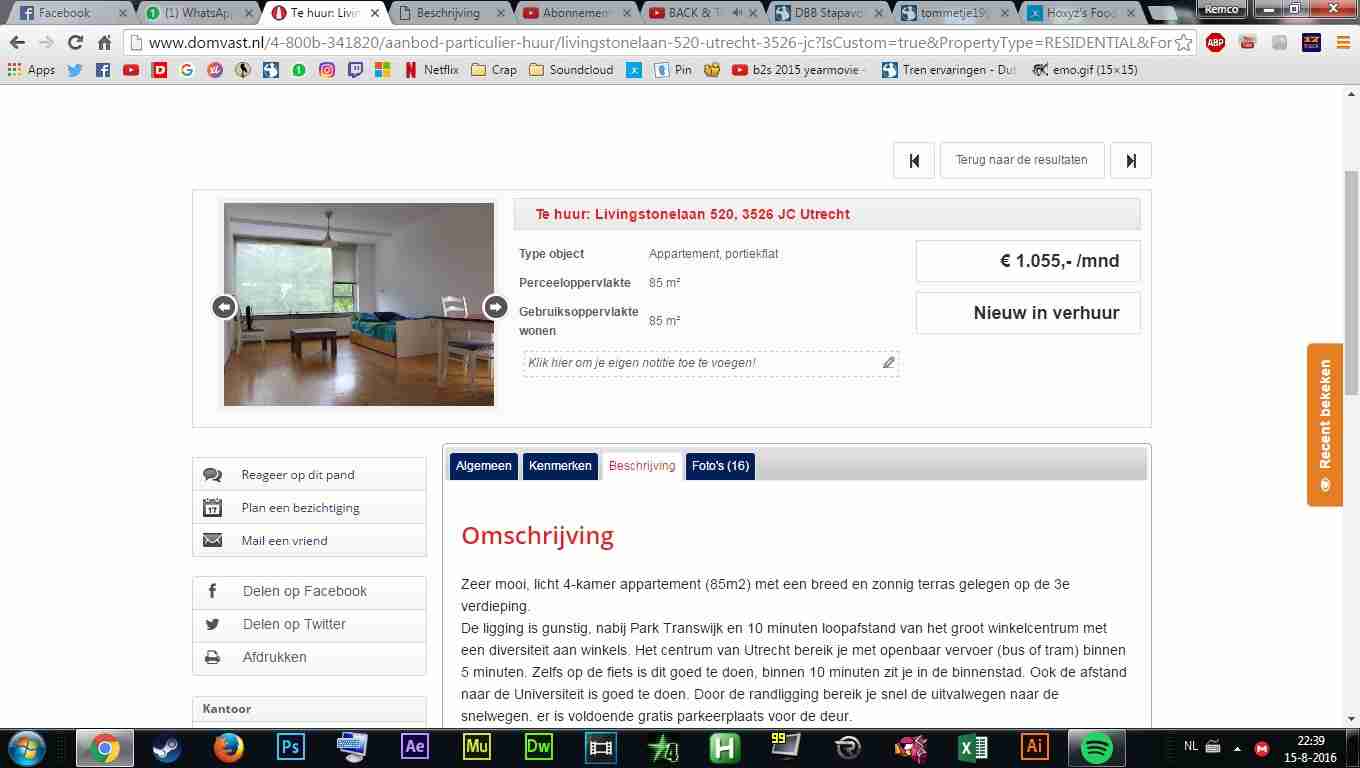 Facebook
(1) WhatsAp
Te huur: Livin
Beschrijving
Abonnemen
BACK & T
DBB Stapavo
tommetje19
Hoxyz's Food
Remco
www.domvast.nl/4-800b-341820/aanbod-particulier-huur/livingstonelaan-520-utrecht-3526-jc?IsCustom=true&PropertyType=RESIDENTIAL&For
ABP
Apps
Netflix
Crap
Soundcloud
Pin
b2s 2015 yearmovie -
Tren ervaringen - Dut
emo.gif (15×15)
Terug naar de resultaten
Te huur: Livingstonelaan 520, 3526 JC Utrecht
Type object Appartement, portiekflat
Perceeloppervlakte 85 m²
Gebruiksoppervlakte
wonen 85 m²
Klik hier om je eigen notitie toe te voegen!
€ 1.055,- /mnd
Nieuw in verhuur
Recent bekeken
Reageer op dit pand
17 Plan een bezichtiging
Mail een vriend
Delen op Facebook
Delen op Twitter
Afdrukken
Kantoor
Algemeen Kenmerken Beschrijving Foto's (16)
Omschrijving
Zeer mooi, licht 4-kamer appartement (85m2) met een breed en zonnig terras gelegen op de 3e
verdieping.
De ligging is gunstig, nabij Park Transwijk en 10 minuten loopafstand van het groot winkelcentrum met
een diversiteit aan winkels. Het centrum van Utrecht bereik je met openbaar vervoer (bus of tram) binnen
5 minuten. Zelfs op de fiets is dit goed te doen, binnen 10 minuten zit je in de binnenstad. Ook de afstand
naar de Universiteit is goed te doen. Door de randligging bereik je snel de uitvalwegen naar de
snelwegen. er is voldoende gratis parkeerplaats voor de deur.
Ps
Ae
Mu
Dw
H
99
Ai
NL
22:39
15-8-2016